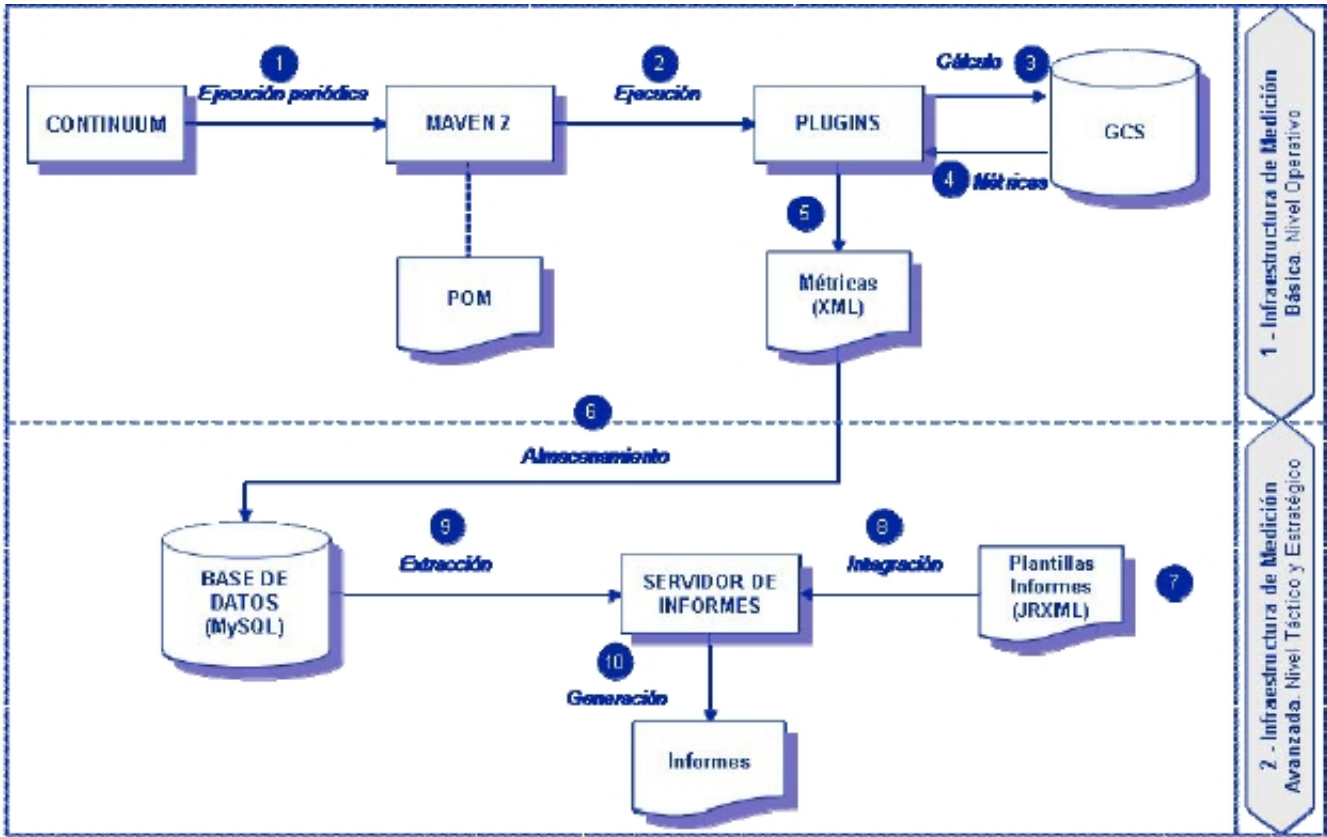 1
Ejecución periódica
2
Ejecución
Cálculo 3
CONTINUUM
MAVEN 2
PLUGINS
GCS
4 Métricas
5
POM
Métricas
(XML)
1 - Infraestructura de Medición
Básica. Nivel Operativo
6
Almacenamiento
9
Extracción
8
Integración
BASE DE
DATOS
(MySQL)
SERVIDOR DE
INFORMES
Plantillas
Informes
(JRXML)
7
10
Generación
Informes
2 - Infraestructura de Medición
Avanzada. Nivel Táctico y Estratégico